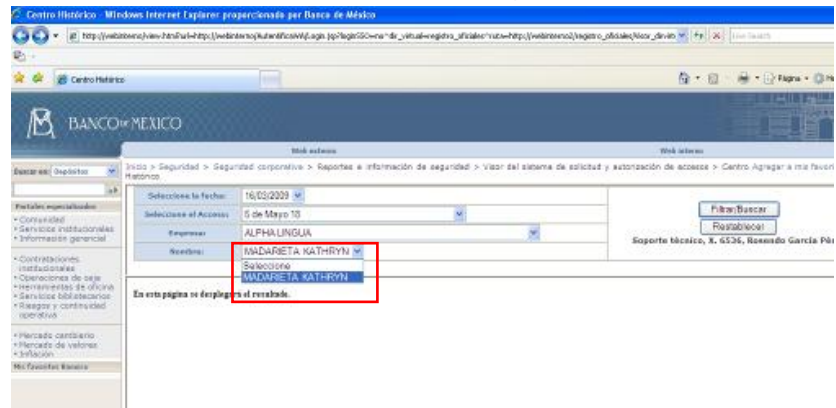 Centro Histórico - Windows Internet Explorer proporcionado por Banco de México
Live Search
Centro Histórico
Página
BANCO DE MEXICO
Web externo
Web interno
Buscar en: Depósitos
Inicio > Seguridad > Seguridad corporativa > Reportes e información de seguridad > Visor del sistema de solicitud y autorización de accesos > Centro Agregar a mis favori
Histórico
Seleccione la fecha: 16/03/2009
Seleccione el Acceso: 5 de Mayo 18
Empresa: ALPHA LINGUA
Nombre: MADARIETA KATHRYN
Seleccione
MADARIETA KATHRYN
Filtrar/Buscar
Restablecer
Soporte técnico, X. 6536, Rosendo García Pér
En esta página se desplegará el resultado.
Portales especializados
• Comunidad
• Servicios institucionales
• Información gerencial
• Contrataciones
institucionales
• Operaciones de caja
• Herramientas de oficina
• Servicios bibliotecarios
• Riesgos y continuidad
operativa
• Mercado cambiario
• Mercado de valores
• Inflación
Mis favoritos Banxico